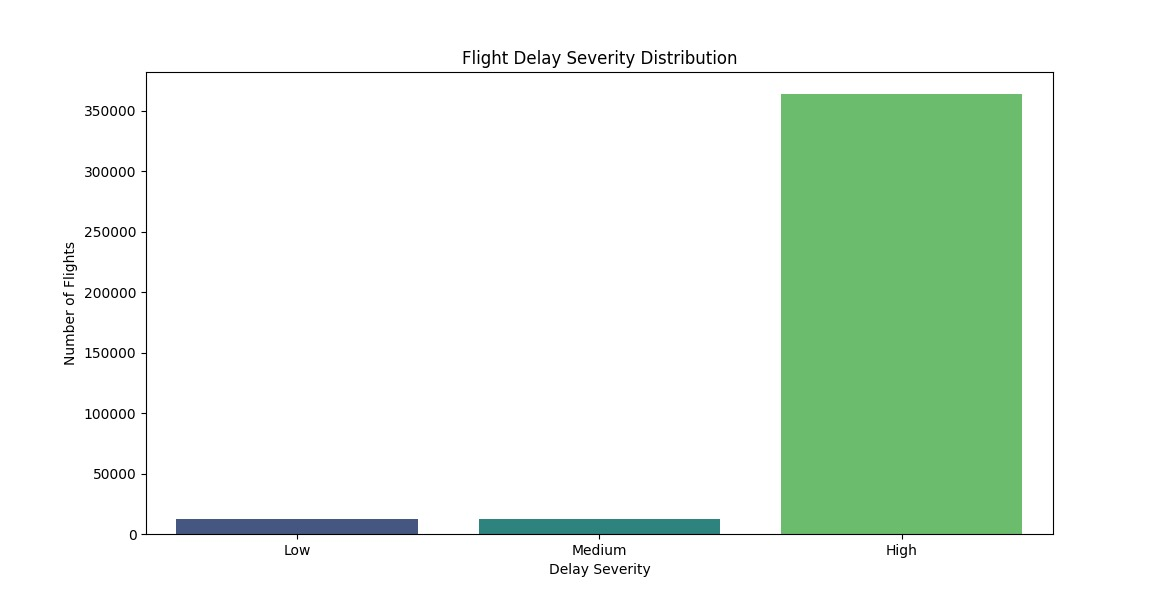 Flight Delay Severity Distribution
Number of Flights
350000
300000
250000
200000
150000
100000
50000
0
Low Medium High
Delay Severity